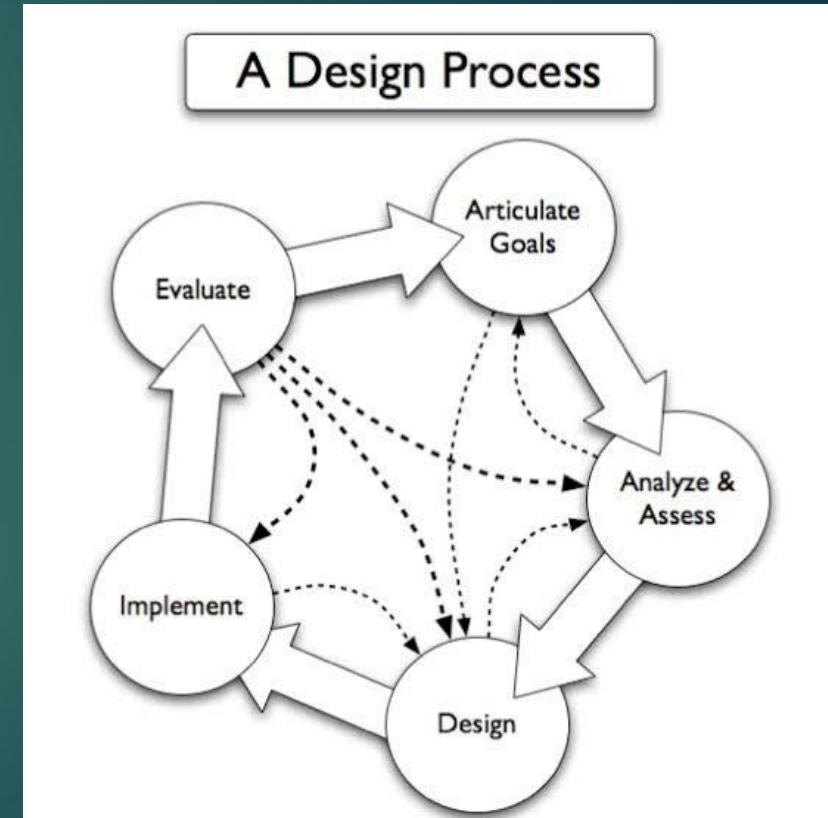 A Design Process
Articulate
Goals
Evaluate
Analyze &
Assess
Implement
Design